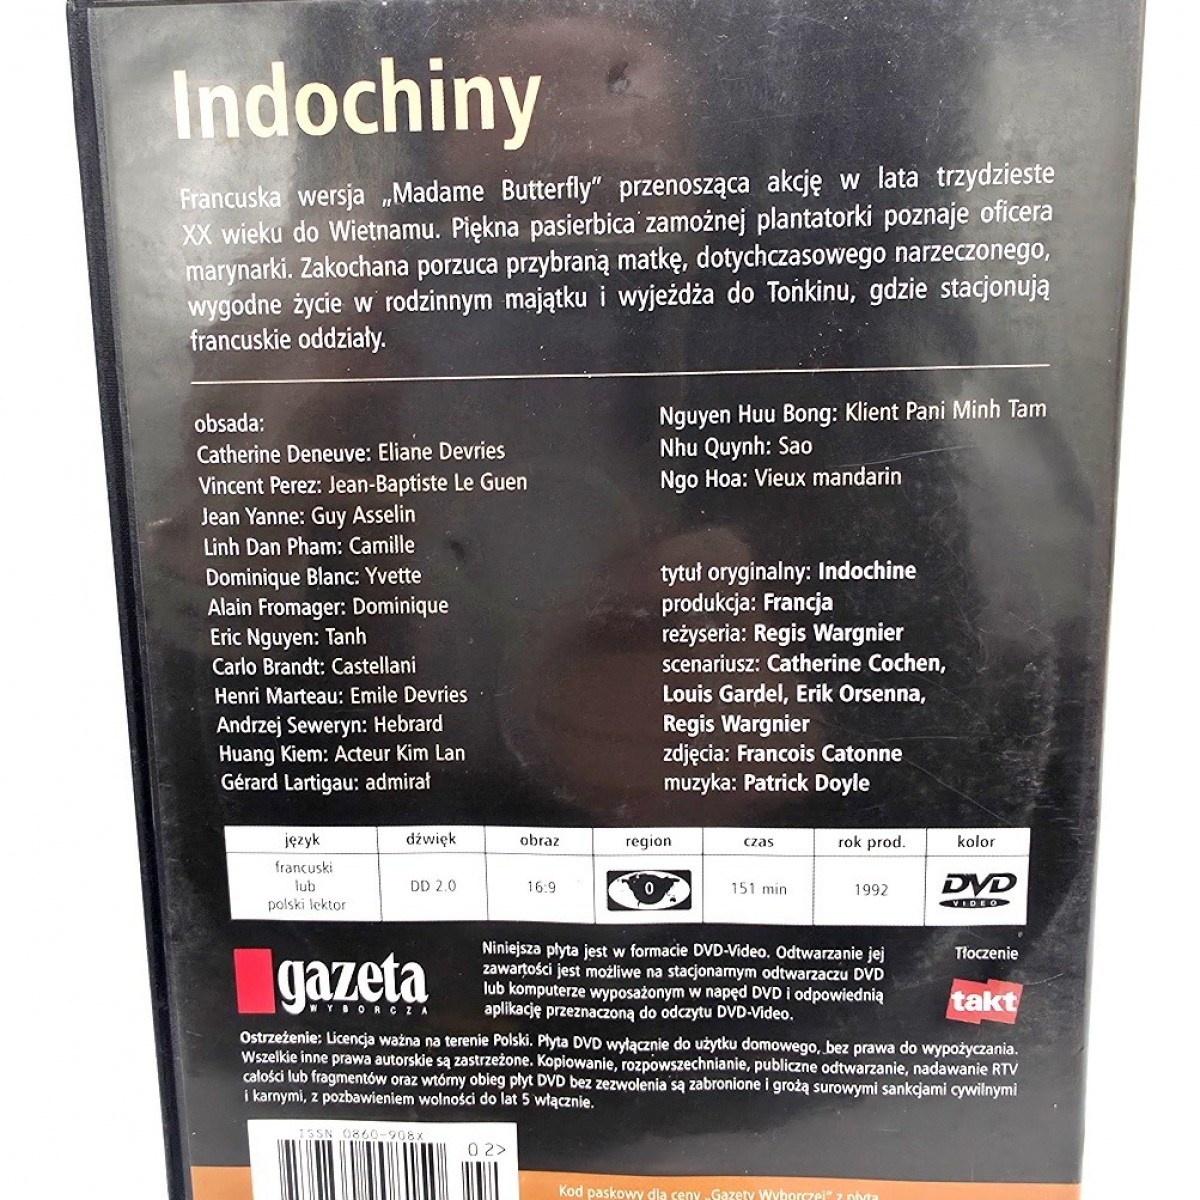 Indochiny
Francuska wersja „Madame Butterfly” przenosząca akcję w lata trzydzieste
XX wieku do Wietnamu. Piękna pasierbica zamożnej plantatorki poznaje oficera
marynarki. Zakochana porzuca przybraną matkę, dotychczasowego narzeczonego,
wygodne życie w rodzinnym majątku i wyjeżdża do Tonkinu, gdzie stacjonują
francuskie oddziały.
obsada:
Catherine Deneuve: Eliane Devries
Vincent Perez: Jean-Baptiste Le Guen
Jean Yanne: Guy Asselin
Linh Dan Pham: Camille
Dominique Blanc: Yvette
Alain Fromager: Dominique
Eric Nguyen: Tanh
Carlo Brandt: Castellani
Henri Marteau: Emile Devries
Andrzej Seweryn: Hebrard
Huang Kiem: Acteur Kim Lan
Gérard Lartigau: admirał
Nguyen Huu Bong: Klient Pani Minh Tam
Nhu Quynh: Sao
Ngo Hoa: Vieux mandarin
tytuł oryginalny: Indochine
produkcja: Francja
reżyseria: Regis Wargnier
scenariusz: Catherine Cochen,
Louis Gardel, Erik Orsenna,
Regis Wargnier
zdjęcia: Francois Catonne
muzyka: Patrick Doyle
język dźwięk obraz region czas rok prod. kolor
francuski
lub
polski lektor
DD 2.0 16:9 0 151 min 1992 DVD
VIDEO
gazeta
WYBORCZA
Niniejsza płyta jest w formacie DVD-Video. Odtwarzanie jej
zawartości jest możliwe na stacjonarnym odtwarzaczu DVD
lub komputerze wyposażonym w napęd DVD i odpowiednią
aplikację przeznaczoną do odczytu DVD-Video.
Tłoczenie
takt
Ostrzeżenie: Licencja ważna na terenie Polski. Płyta DVD wyłącznie do użytku domowego, bez prawa do wypożyczania.
Wszelkie inne prawa autorskie są zastrzeżone. Kopiowanie, rozpowszechnianie, publiczne odtwarzanie, nadawanie RTV
całości lub fragmentów oraz wtórny obieg płyt DVD bez zezwolenia są zabronione i grożą surowymi sankcjami cywilnymi
i karnymi, z pozbawieniem wolności do lat 5 włącznie.
ISSN 0860-908X
02>
Kod paskowy dla ceny „Gazety Wyborczej” z płytą